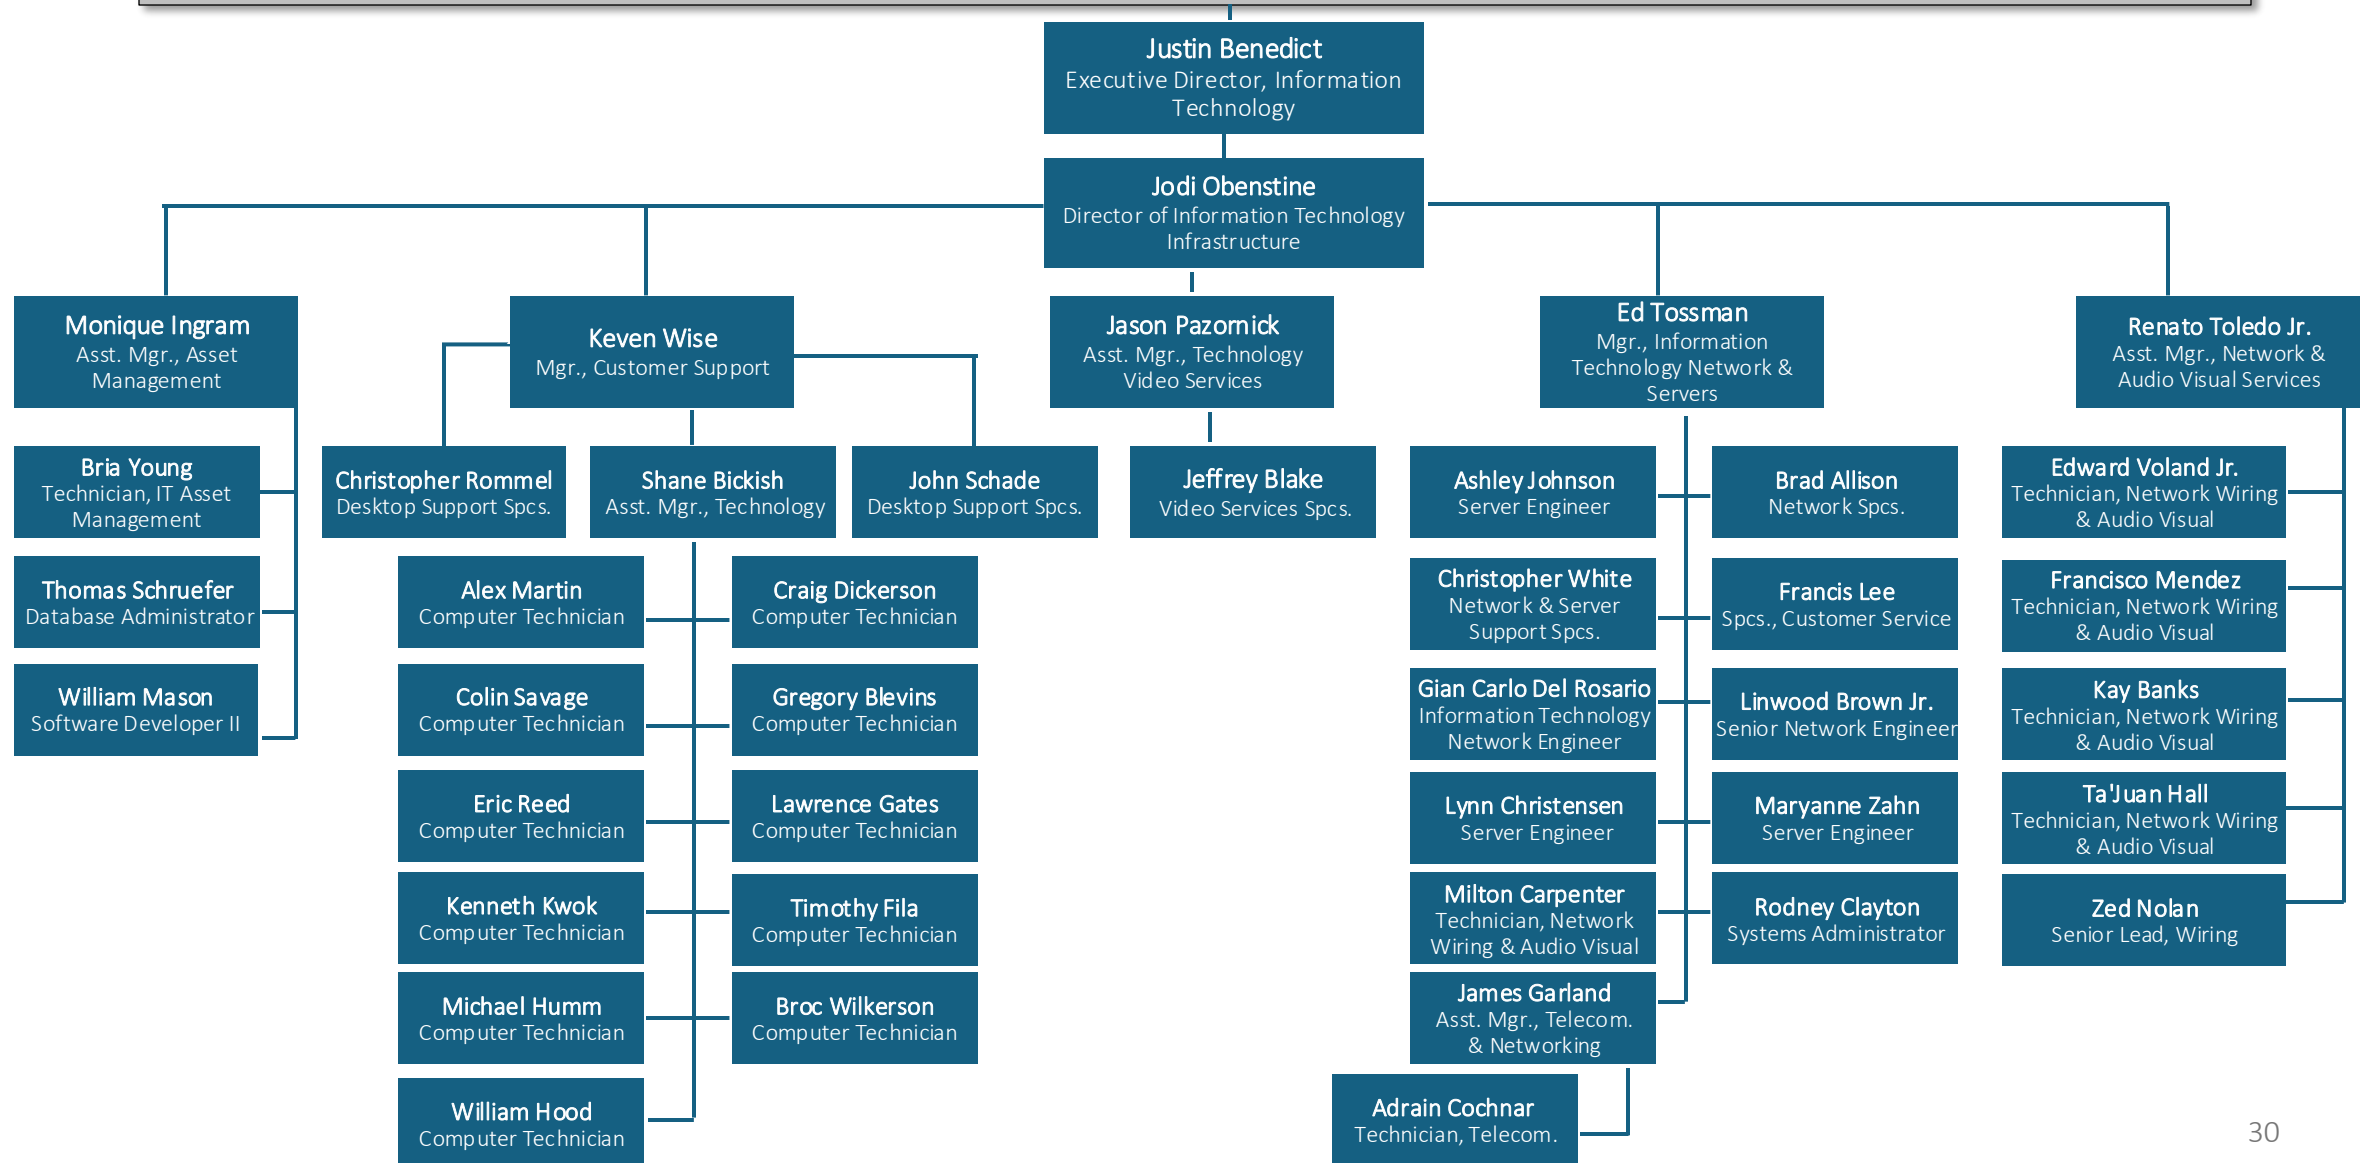 Justin Benedict
Executive Director, Information
Technology
Jodi Obenstine
Director of Information Technology
Infrastructure
Monique Ingram
Asst. Mgr., Asset
Management
Keven Wise
Mgr., Customer Support
Jason Pazornick
Asst. Mgr., Technology
Video Services
Ed Tossman
Mgr., Information
Technology Network &
Servers
Renato Toledo Jr.
Asst. Mgr., Network &
Audio Visual Services
Bria Young
Technician, IT Asset
Management
Thomas Schruefer
Database Administrator
William Mason
Software Developer II
Christopher Rommel
Desktop Support Spcs.
Shane Bickish
Asst. Mgr., Technology
John Schade
Desktop Support Spcs.
Alex Martin
Computer Technician
Craig Dickerson
Computer Technician
Colin Savage
Computer Technician
Gregory Blevins
Computer Technician
Eric Reed
Computer Technician
Lawrence Gates
Computer Technician
Kenneth Kwok
Computer Technician
Timothy Fila
Computer Technician
Michael Humm
Computer Technician
Broc Wilkerson
Computer Technician
William Hood
Computer Technician
Jeffrey Blake
Video Services Spcs.
Ashley Johnson
Server Engineer
Brad Allison
Network Spcs.
Christopher White
Network & Server
Support Spcs.
Francis Lee
Spcs., Customer Service
Gian Carlo Del Rosario
Information Technology
Network Engineer
Linwood Brown Jr.
Senior Network Engineer
Lynn Christensen
Server Engineer
Maryanne Zahn
Server Engineer
Milton Carpenter
Technician, Network
Wiring & Audio Visual
Rodney Clayton
Systems Administrator
James Garland
Asst. Mgr., Telecom.
& Networking
Adrain Cochnar
Technician, Telecom.
Edward Voland Jr.
Technician, Network Wiring
& Audio Visual
Francisco Mendez
Technician, Network Wiring
& Audio Visual
Kay Banks
Technician, Network Wiring
& Audio Visual
Ta'Juan Hall
Technician, Network Wiring
& Audio Visual
Zed Nolan
Senior Lead, Wiring
30